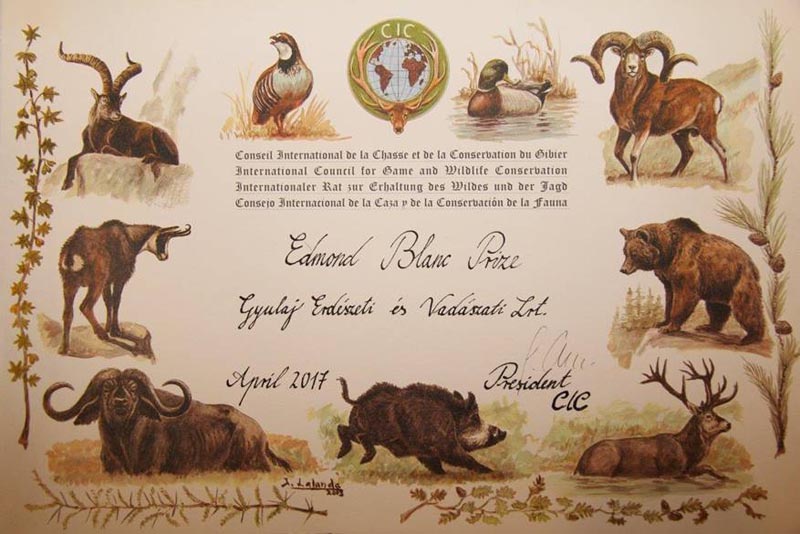 CIC
Conseil International de la Chasse et de la Conservation du Gibier
International Council for Game and Wildlife Conservation
Internationaler Rat zur Erhaltung des Wildes und der Jagd
Consejo Internacional de la Caza y de la Conservación de la Fauna
Edmond Blanc Prize
Gyulaj Erdészeti és Vadászati Zrt.
April 2017
President
CIC